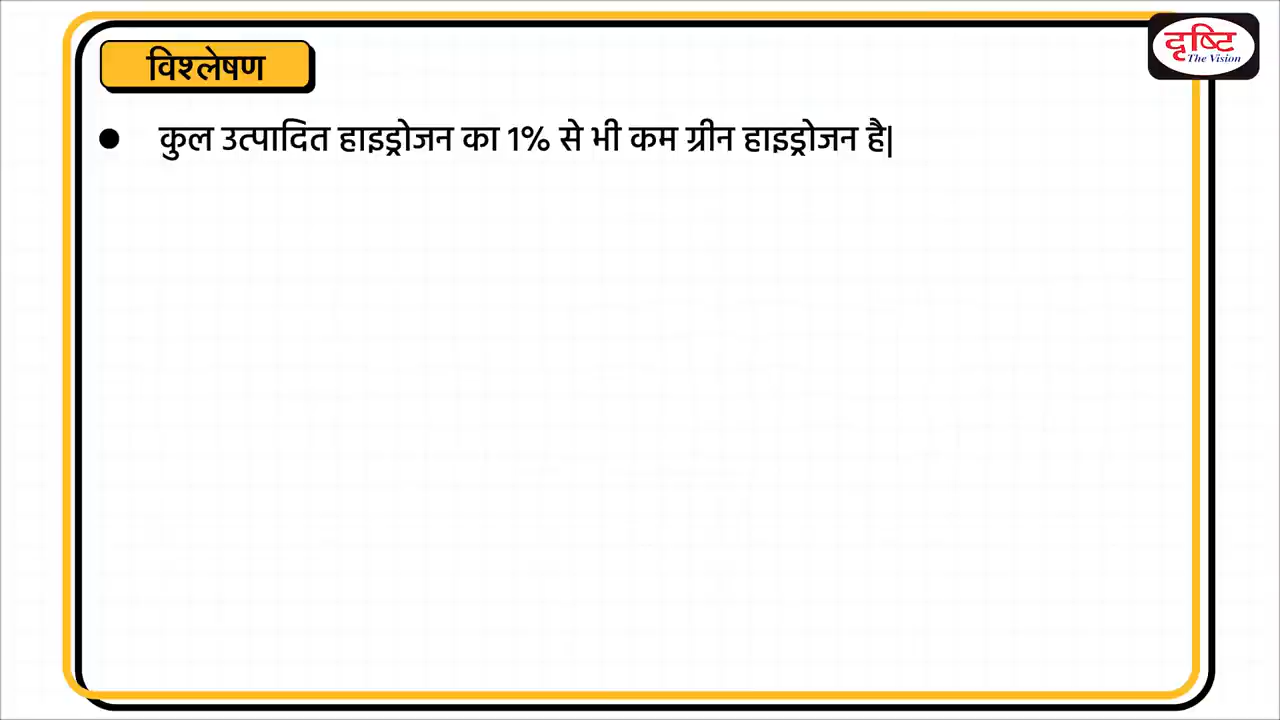 दृष्टि
The Vision
विश्लेषण
● कुल उत्पादित हाइड्रोजन का 1% से भी कम ग्रीन हाइड्रोजन है|